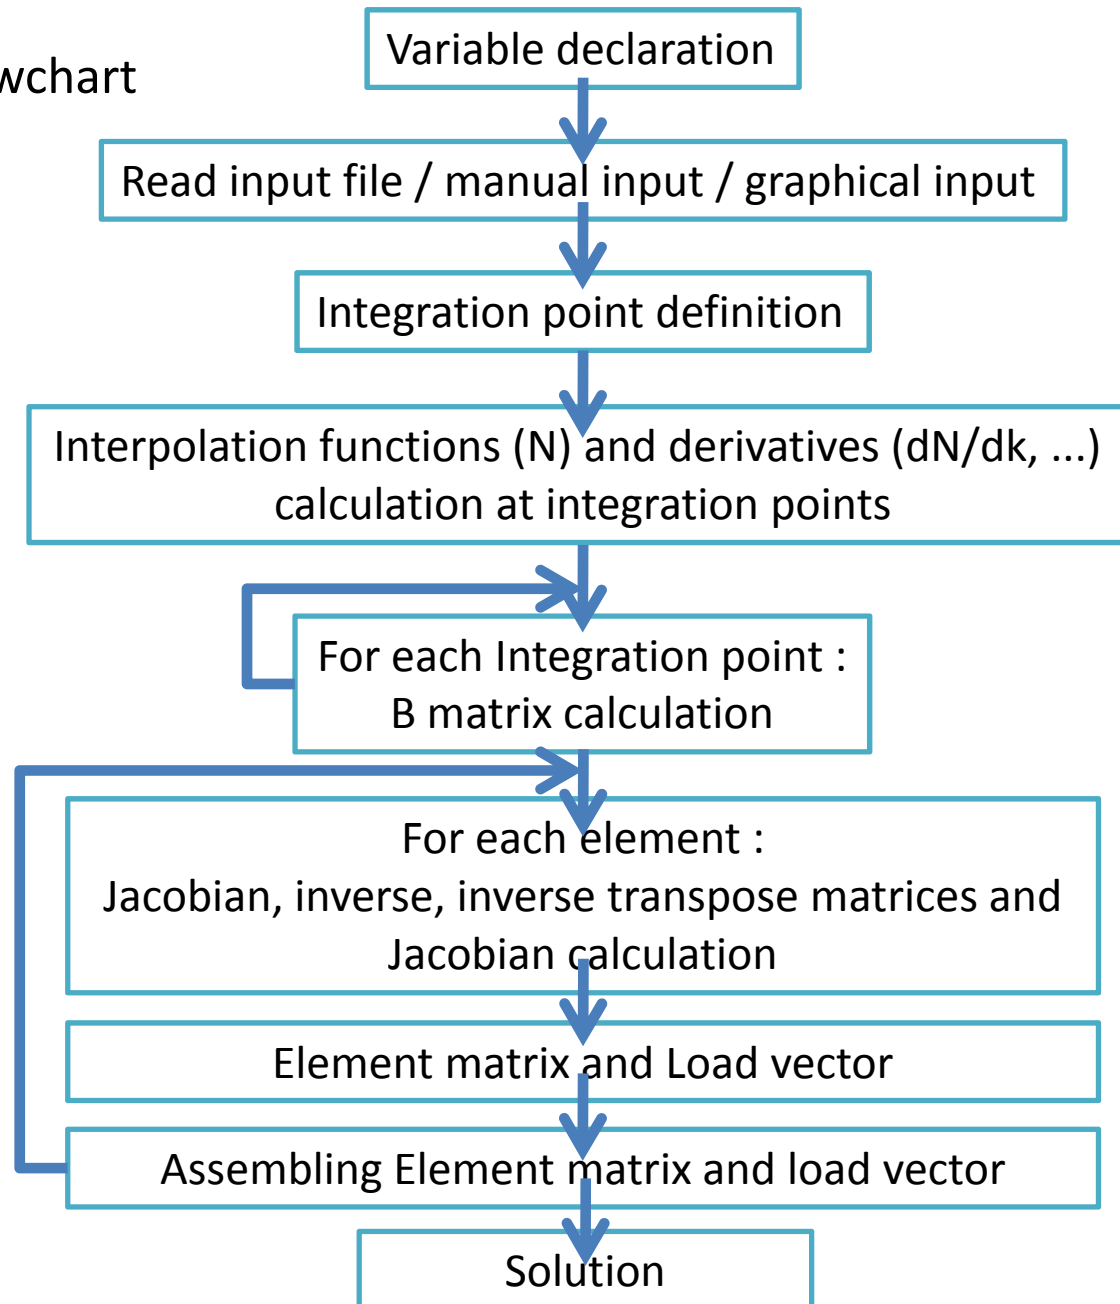 Variable declaration
wchart
Read input file / manual input / graphical input
Integration point definition
Interpolation functions (N) and derivatives (dN/dk, ...)
calculation at integration points
For each Integration point :
B matrix calculation
For each element :
Jacobian, inverse, inverse transpose matrices and
Jacobian calculation
Element matrix and Load vector
Assembling Element matrix and load vector
Solution